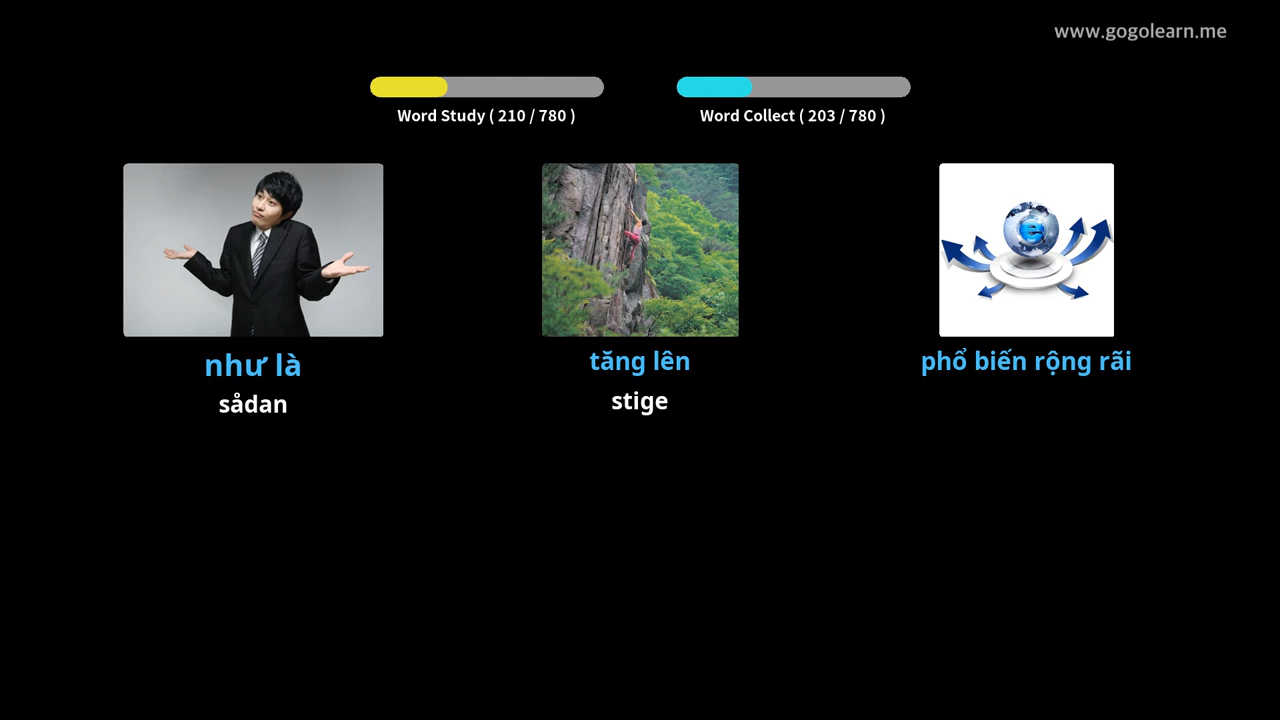 www.gogolearn.me
Word Study ( 210 / 780 )
Word Collect ( 203 / 780 )
như là
sådan
tăng lên
stige
phổ biến rộng rãi